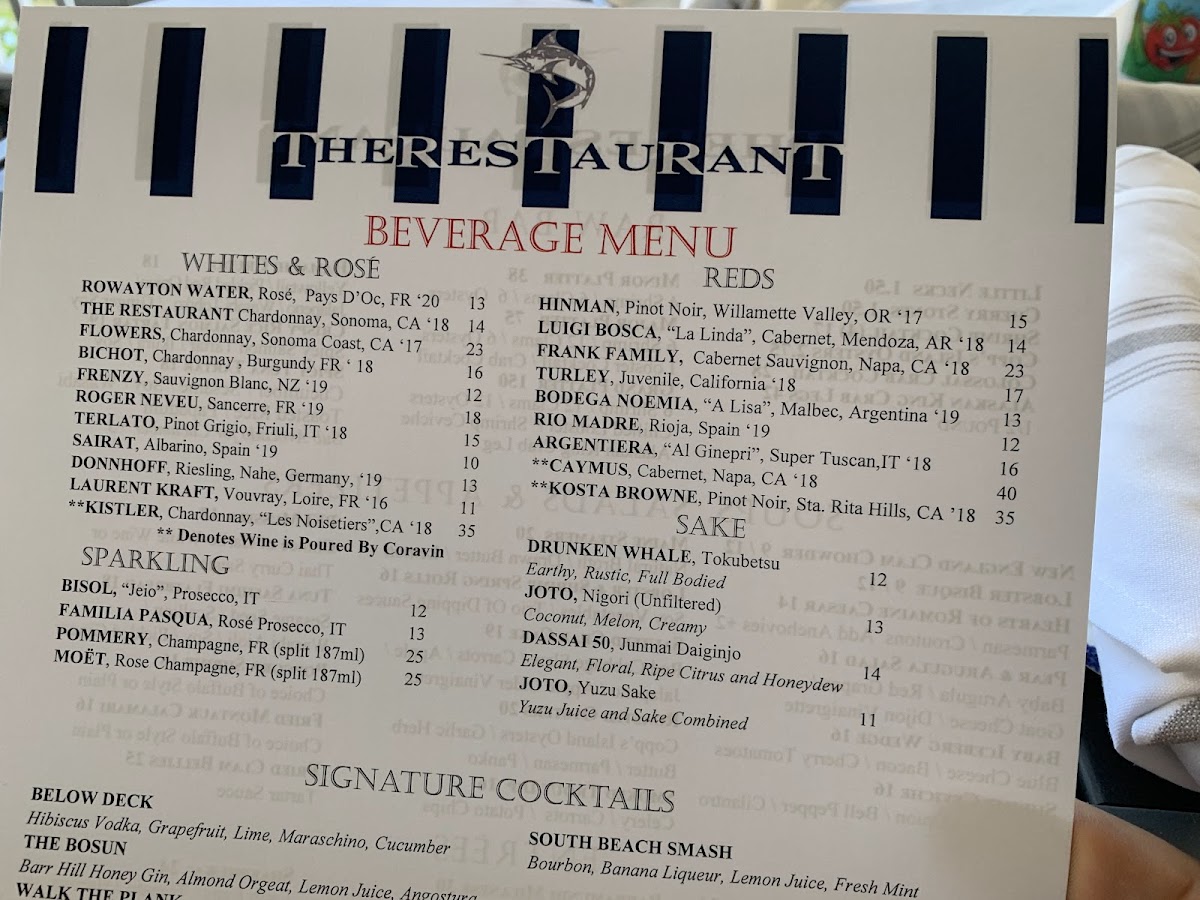 THERESTAURANT
BEVERAGE MENU
WHITES & ROSÉ
ROWAYTON WATER, Rosé, Pays D'Oc, FR '20 13
THE RESTAURANT Chardonnay, Sonoma, CA '18 14
FLOWERS, Chardonnay, Sonoma Coast, CA '17 23
BICHOT, Chardonnay , Burgundy FR ' 18 16
FRENZY, Sauvignon Blanc, NZ '19 12
ROGER NEVEU, Sancerre, FR '19 18
TERLATO, Pinot Grigio, Friuli, IT '18 15
SAIRAT, Albarino, Spain '19 10
DONNHOFF, Riesling, Nahe, Germany, '19 13
LAURENT KRAFT, Vouvray, Loire, FR '16 11
**KISTLER, Chardonnay, "Les Noisetiers",CA '18 35
** Denotes Wine is Poured By Coravin
SPARKLING
BISOL, "Jeio", Prosecco, IT 12
FAMILIA PASQUA, Rosé Prosecco, IT 13
POMMERY, Champagne, FR (split 187ml) 25
MOËT, Rose Champagne, FR (split 187ml) 25
REDS
HINMAN, Pinot Noir, Willamette Valley, OR '17 15
LUIGI BOSCA, "La Linda", Cabernet, Mendoza, AR '18 14
FRANK FAMILY, Cabernet Sauvignon, Napa, CA '18 23
TURLEY, Juvenile, California '18 17
BODEGA NOEMIA, "A Lisa", Malbec, Argentina '19 13
RIO MADRE, Rioja, Spain '19 12
ARGENTIERA, "Al Ginepri", Super Tuscan,IT '18 16
**CAYMUS, Cabernet, Napa, CA '18 40
**KOSTA BROWNE, Pinot Noir, Sta. Rita Hills, CA '18 35
SAKE
DRUNKEN WHALE, Tokubetsu 12
Earthy, Rustic, Full Bodied
JOTO, Nigori (Unfiltered) 13
Coconut, Melon, Creamy
DASSAI 50, Junmai Daiginjo 14
Elegant, Floral, Ripe Citrus and Honeydew
JOTO, Yuzu Sake 11
Yuzu Juice and Sake Combined
SIGNATURE COCKTAILS
BELOW DECK
Hibiscus Vodka, Grapefruit, Lime, Maraschino, Cucumber
THE BOSUN
Barr Hill Honey Gin, Almond Orgeat, Lemon Juice, Angostura
WALK THE PLANK
SOUTH BEACH SMASH
Bourbon, Banana Liqueur, Lemon Juice, Fresh Mint